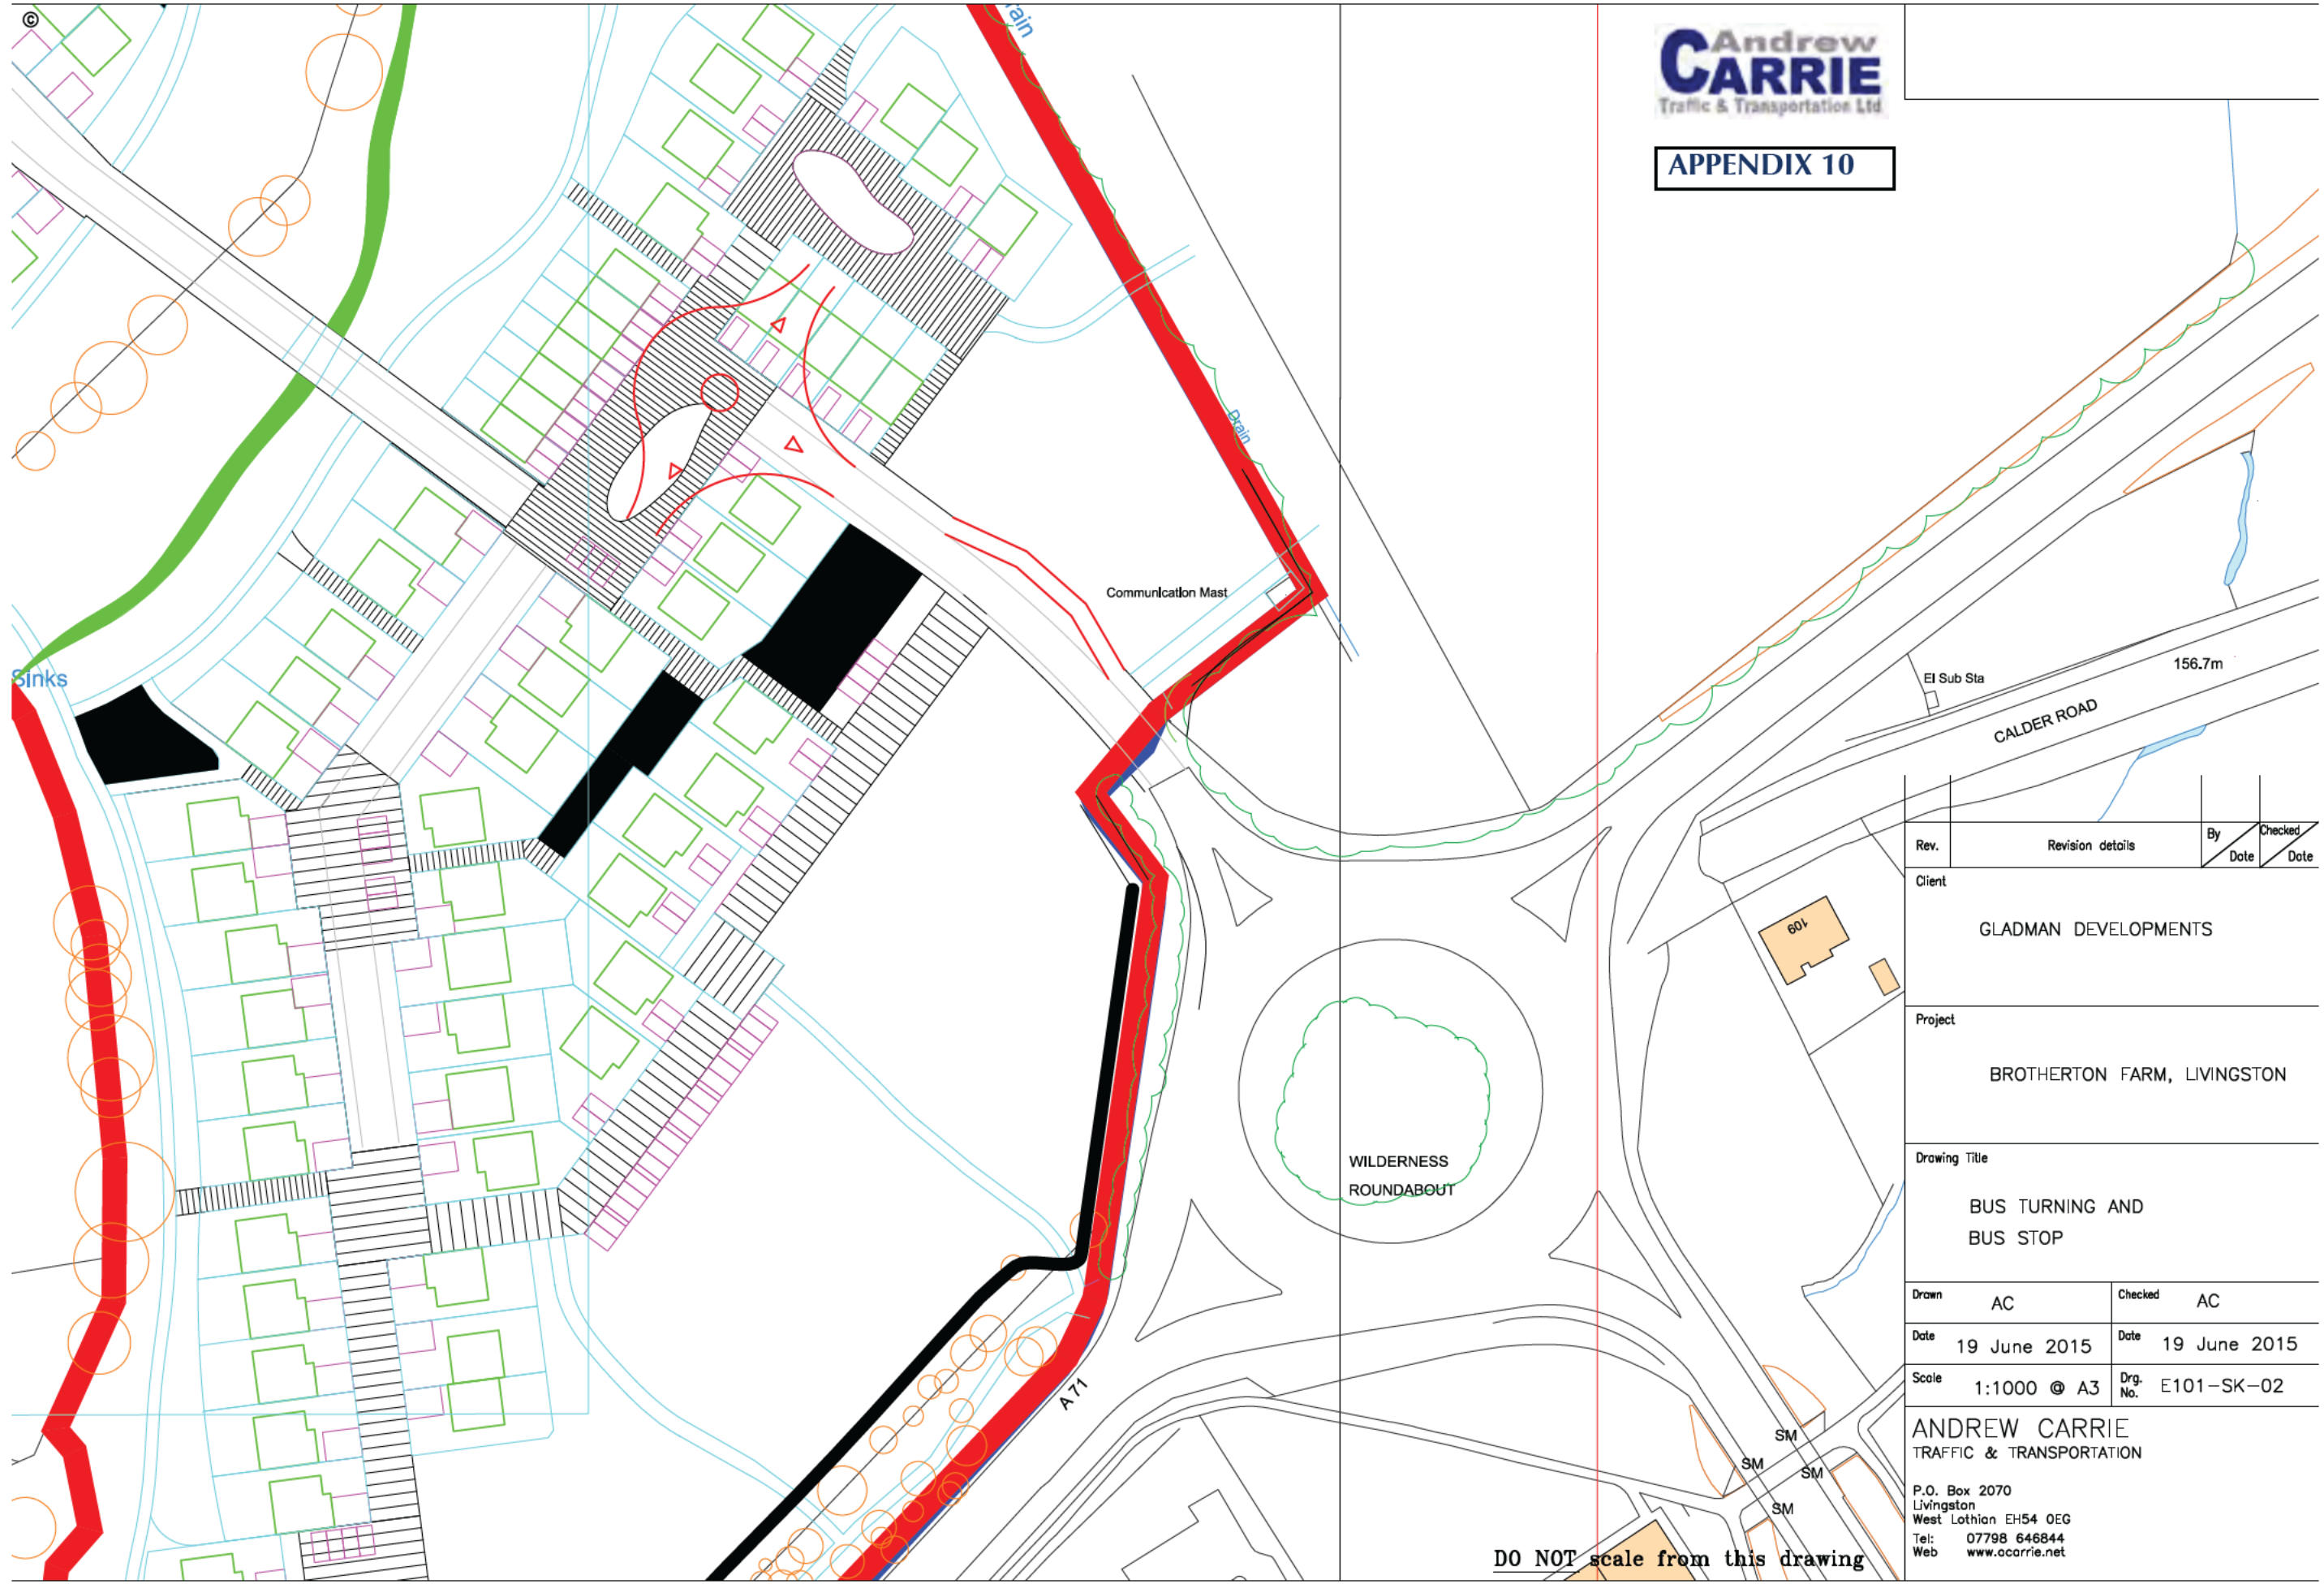 ©
rain
Andrew
CARRIE
Traffic & Transportation Ltd
APPENDIX 10
Drain
Communication Mast
Sinks
El Sub Sta
156.7m
CALDER ROAD
109
WILDERNESS
ROUNDABOUT
A 71
SM
SM
SM
SM
DO NOT scale from this drawing
Rev.
Revision details
By
Date
Checked
Date
Client
GLADMAN DEVELOPMENTS
Project
BROTHERTON FARM, LIVINGSTON
Drawing Title
BUS TURNING AND
BUS STOP
Drawn AC Checked AC
Date 19 June 2015 Date 19 June 2015
Scale 1:1000 @ A3 Drg. No. E101-SK-02
ANDREW CARRIE
TRAFFIC & TRANSPORTATION
P.O. Box 2070
Livingston
West Lothian EH54 0EG
Tel: 07798 646844
Web www.acarrie.net